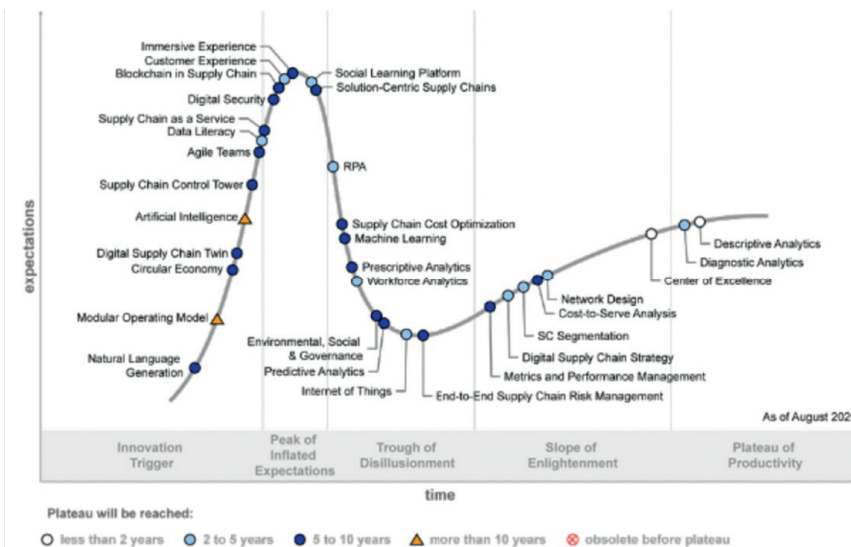 Immersive Experience
Customer Experience
Blockchain in Supply Chain
Digital Security
Supply Chain as a Service
Data Literacy
Agile Teams
Supply Chain Control Tower
Artificial Intelligence
Digital Supply Chain Twin
Circular Economy
Modular Operating Model
Natural Language
Generation
Social Learning Platform
Solution-Centric Supply Chains
RPA
Supply Chain Cost Optimization
Machine Learning
Prescriptive Analytics
Workforce Analytics
Environmental, Social
& Governance
Predictive Analytics
Internet of Things
End-to-End Supply Chain Risk Management
Metrics and Performance Management
Digital Supply Chain Strategy
SC Segmentation
Cost-to-Serve Analysis
Network Design
Center of Excellence
Diagnostic Analytics
Descriptive Analytics
expectations
As of August 202
Innovation
Trigger
Peak of
Inflated
Expectations
Trough of
Disillusionment
Slope of
Enlightenment
Plateau of
Productivity
time
Plateau will be reached:
less than 2 years
2 to 5 years
5 to 10 years
more than 10 years
obsolete before plateau